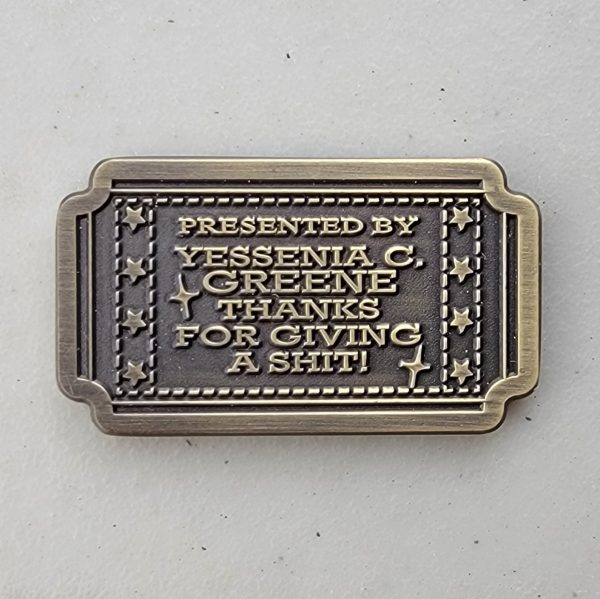 PRESENTED BY
YESSENIA C.
GREENE
THANKS
FOR GIVING
A SHIT!